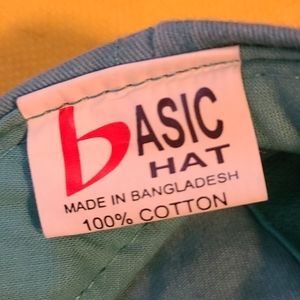 bASIC
HAT
MADE IN BANGLADESH
100% COTTON